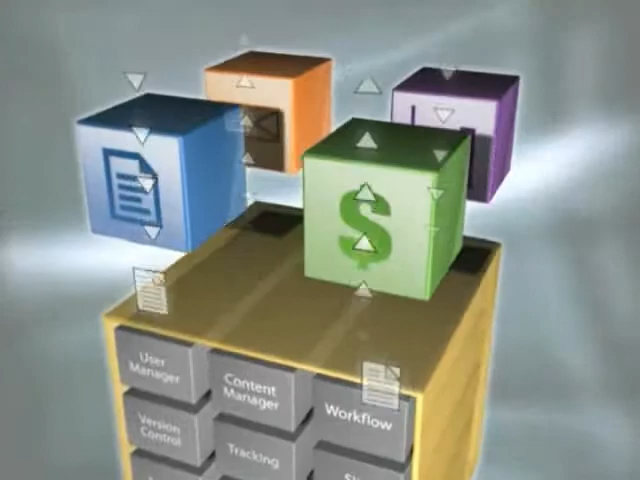 $
User
Manager
Content
Manager
Workflow
Version
Control
Tracking